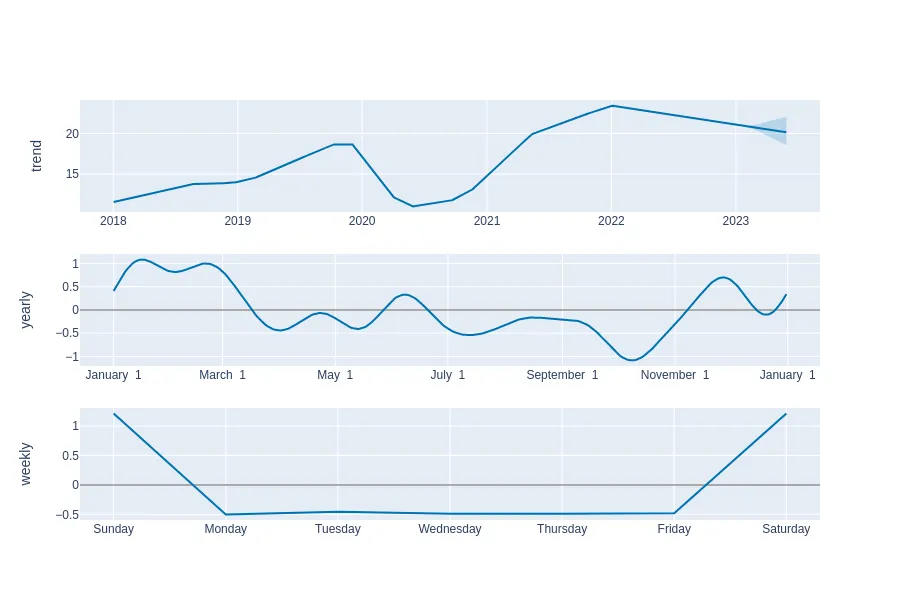 trend
20
15
2018 2019 2020 2021 2022 2023
yearly
1
0.5
0
−0.5
−1
January 1 March 1 May 1 July 1 September 1 November 1 January 1
weekly
1
0.5
0
−0.5
Sunday Monday Tuesday Wednesday Thursday Friday Saturday